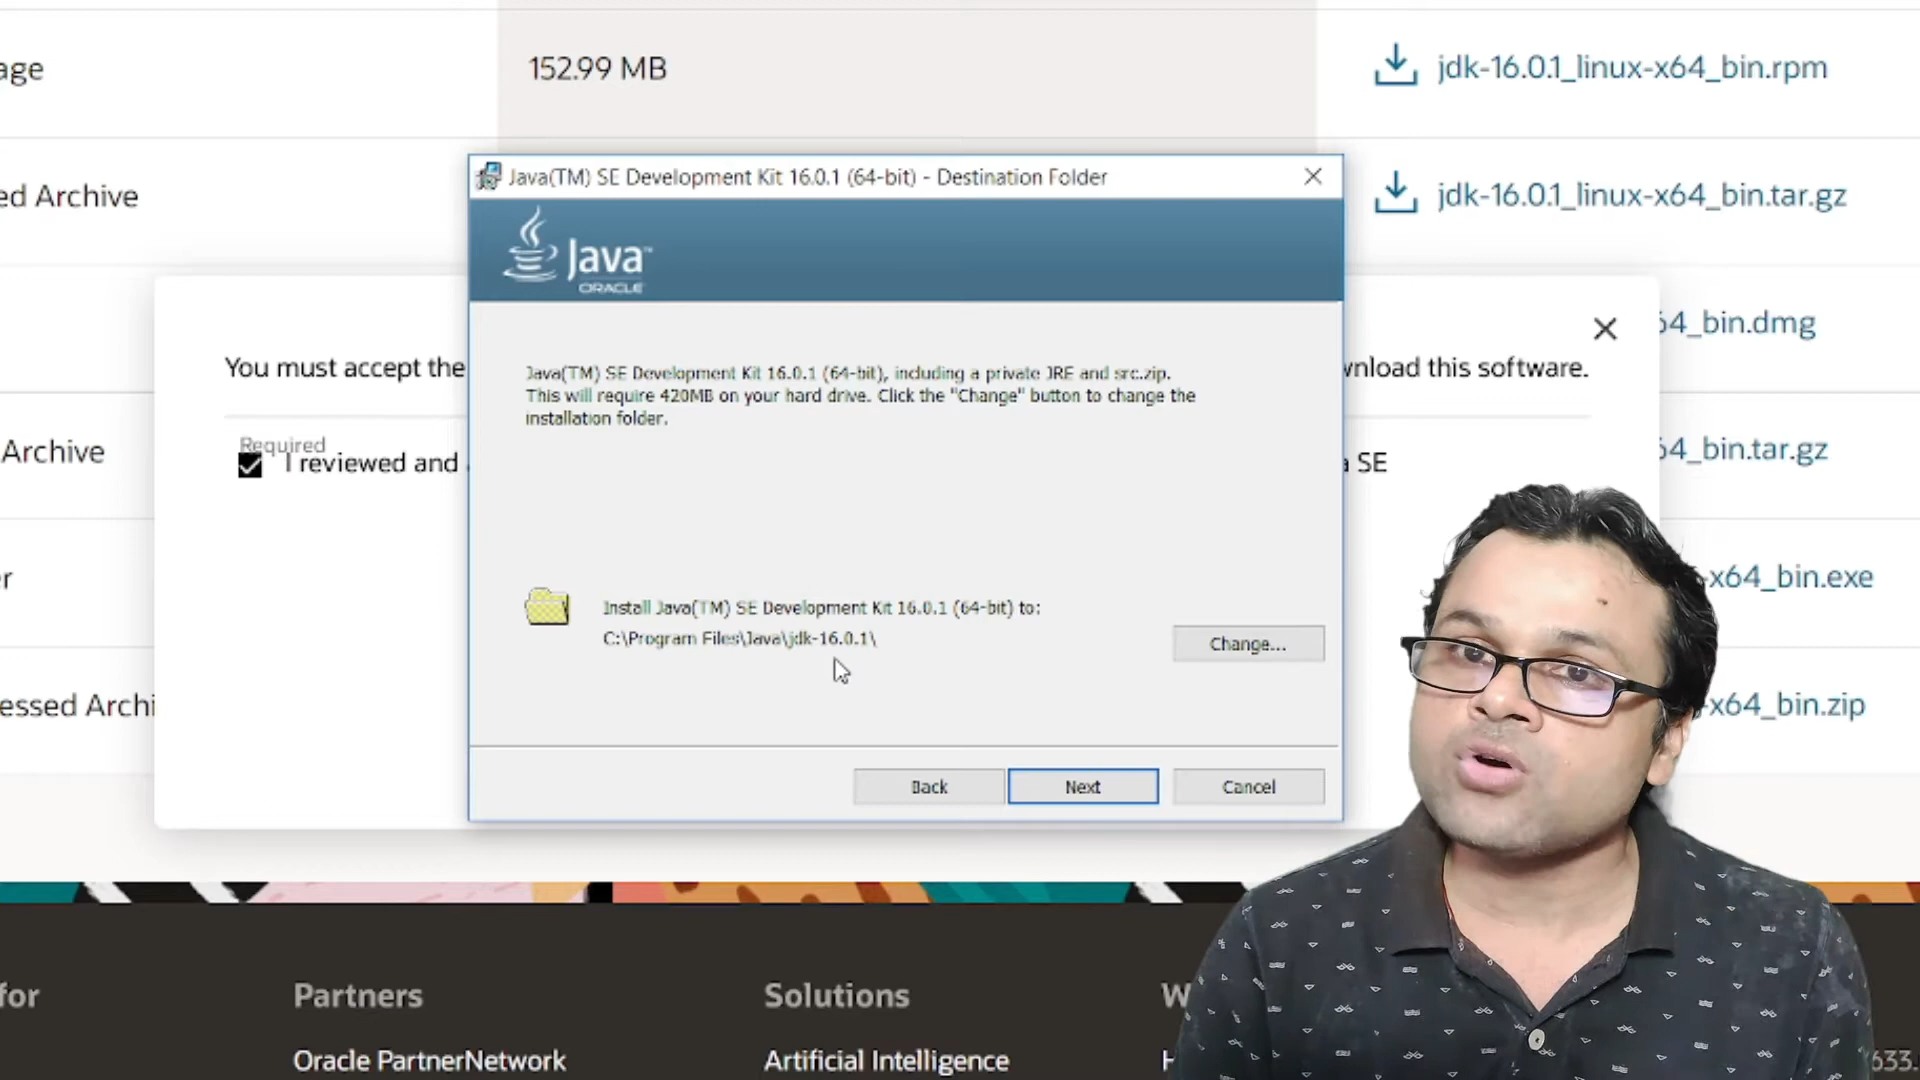 age
152.99 MB
jdk-16.0.1_linux-x64_bin.rpm
ed Archive
jdk-16.0.1_linux-x64_bin.tar.gz
Java(TM) SE Development Kit 16.0.1 (64-bit) - Destination Folder
Java™
ORACLE
64_bin.dmg
You must accept the
wnload this software.
Java(TM) SE Development Kit 16.0.1 (64-bit), including a private JRE and src.zip.
This will require 420MB on your hard drive. Click the "Change" button to change the
installation folder.
Required
I reviewed and
SE
Archive
64_bin.tar.gz
r
x64_bin.exe
Install Java(TM) SE Development Kit 16.0.1 (64-bit) to:
C:\Program Files\Java\jdk-16.0.1\
Change...
essed Archi
x64_bin.zip
Back
Next
Cancel
for
Partners
Solutions
W
Oracle PartnerNetwork
Artificial Intelligence
H
633.